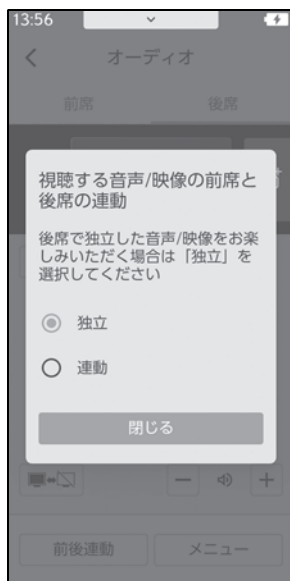 13:56
オーディオ
前席 後席
視聴する音声/映像の前席と
後席の連動
後席で独立した音声/映像をお楽
しみいただく場合は「独立」を
選択してください
独立
連動
閉じる
前後連動 メニュー